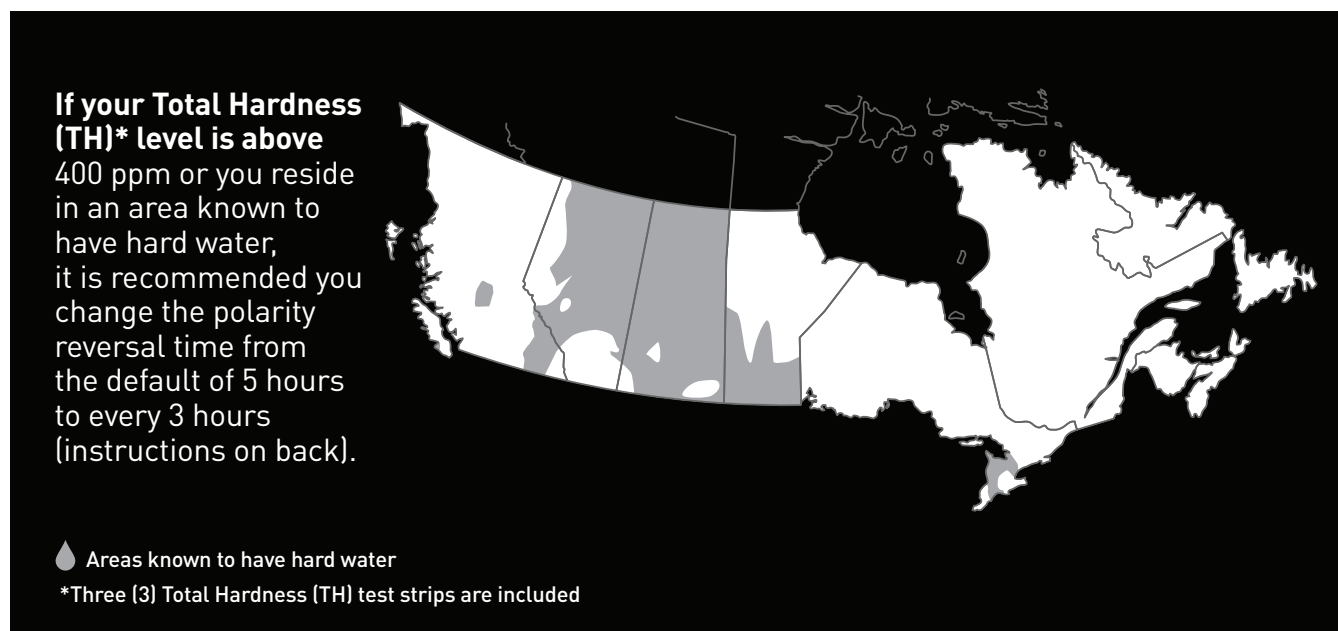 If your Total Hardness
(TH)* level is above
400 ppm or you reside
in an area known to
have hard water,
it is recommended you
change the polarity
reversal time from
the default of 5 hours
to every 3 hours
(instructions on back).
Areas known to have hard water
*Three (3) Total Hardness (TH) test strips are included